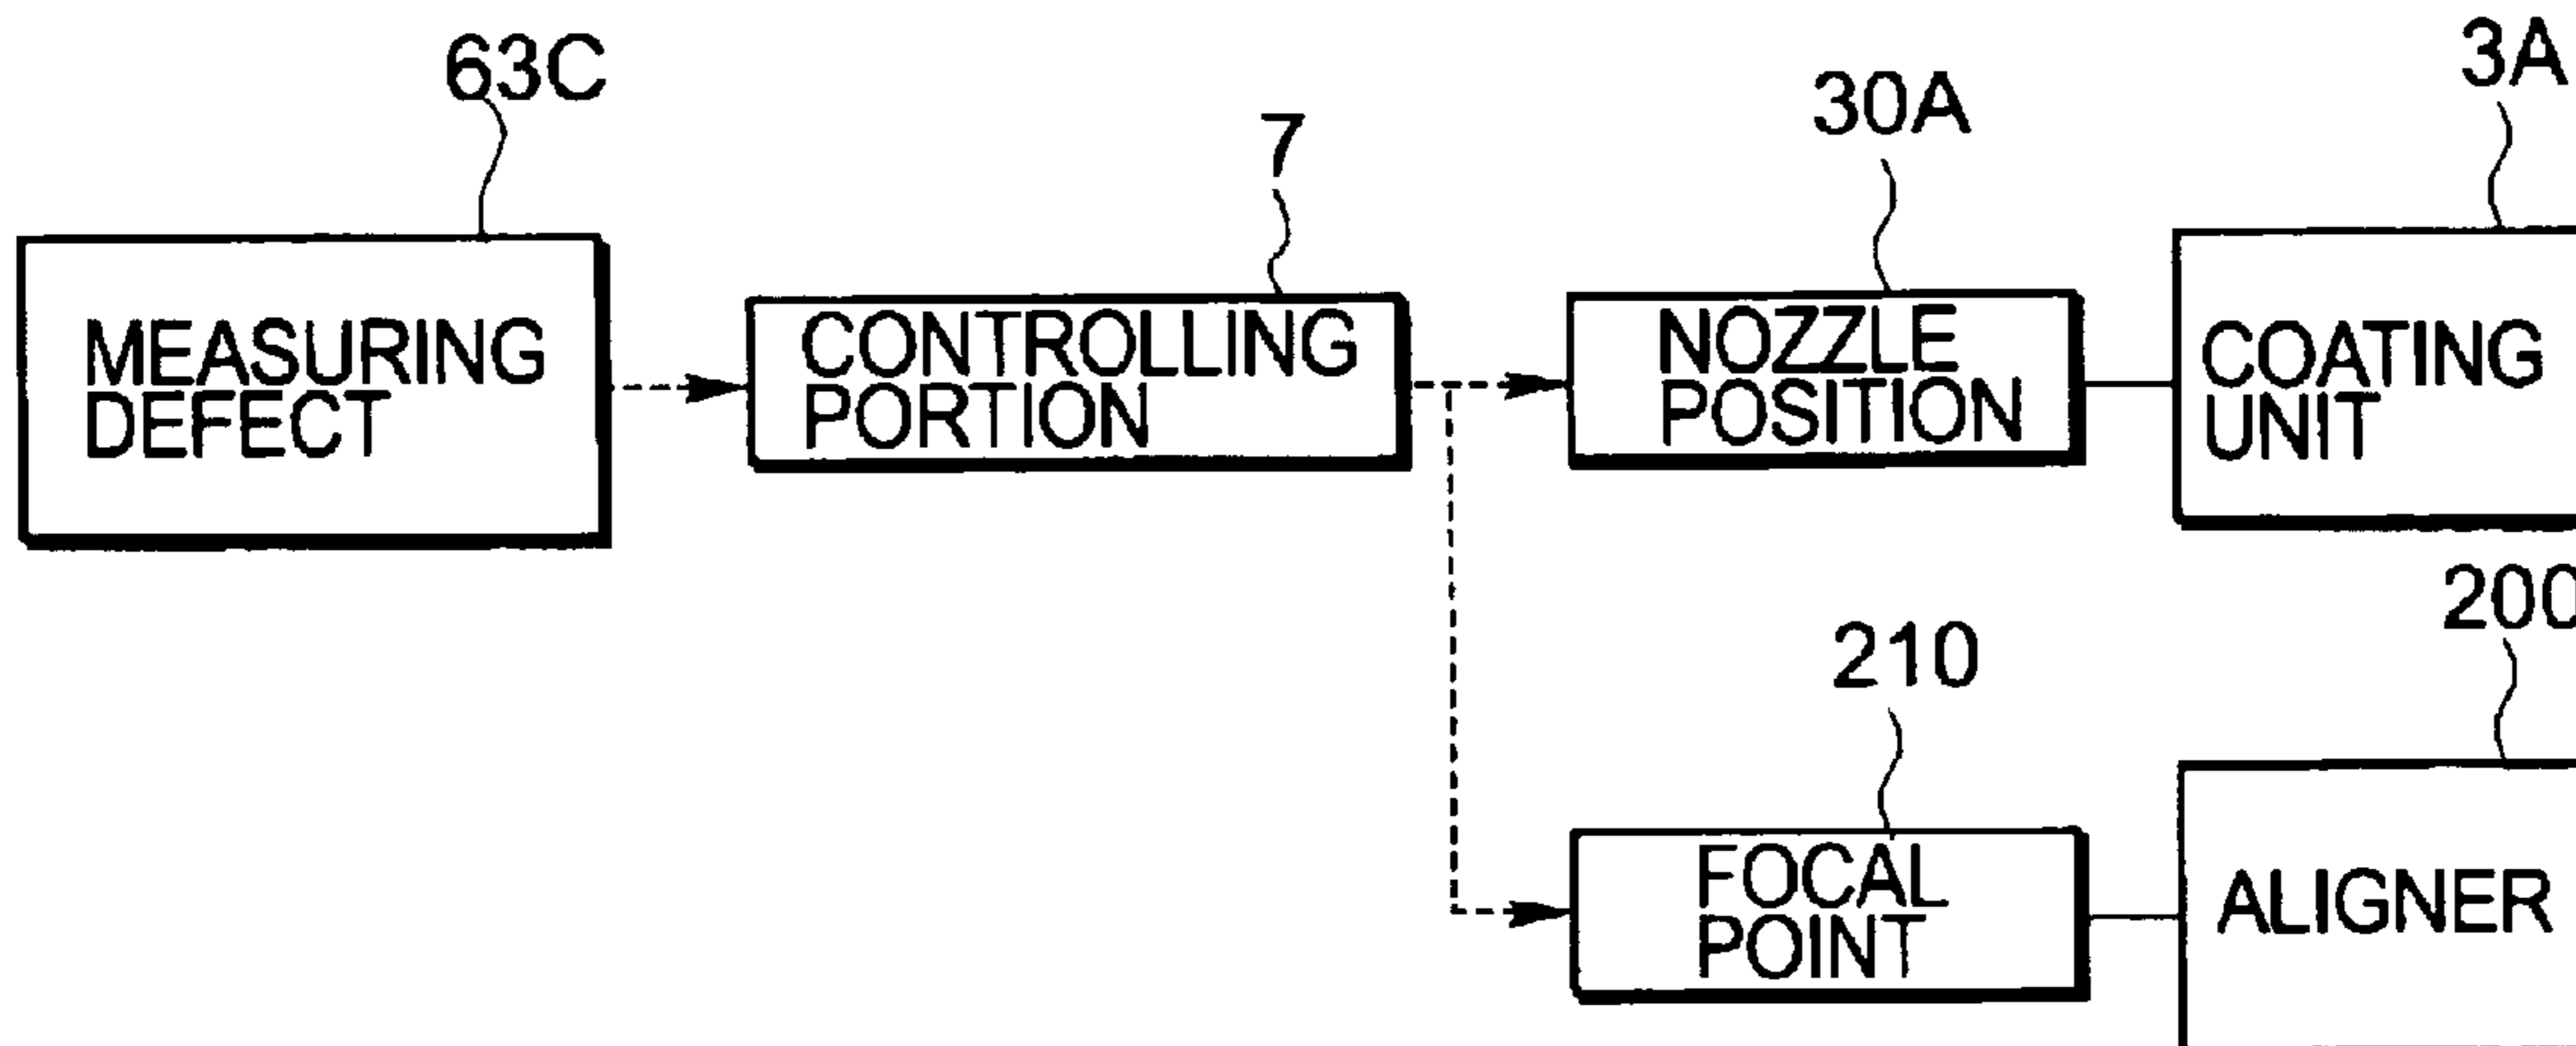 63C
MEASURING
DEFECT
7
CONTROLLING
PORTION
30A
NOZZLE
POSITION
3A
COATING
UNIT
210
FOCAL
POINT
200
ALIGNER